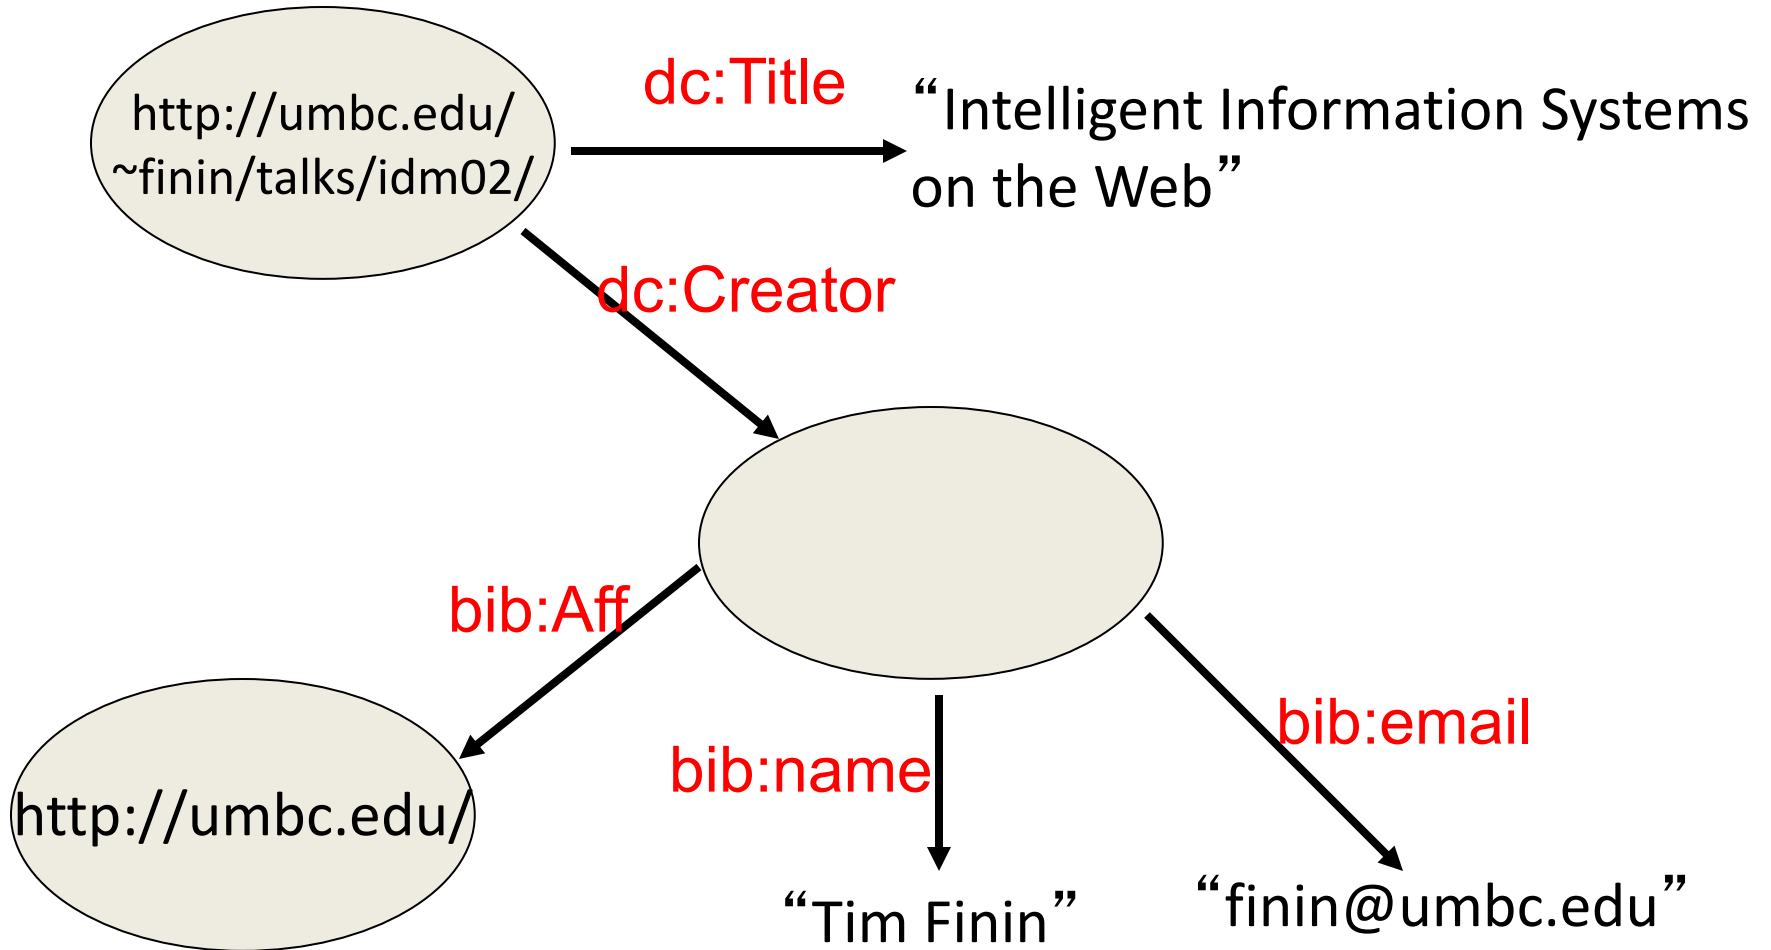 http://umbc.edu/
~finin/talks/idm02/
dc:Title
“Intelligent Information Systems
on the Web”
dc:Creator
bib:Aff
http://umbc.edu/
bib:name
“Tim Finin”
bib:email
“finin@umbc.edu”